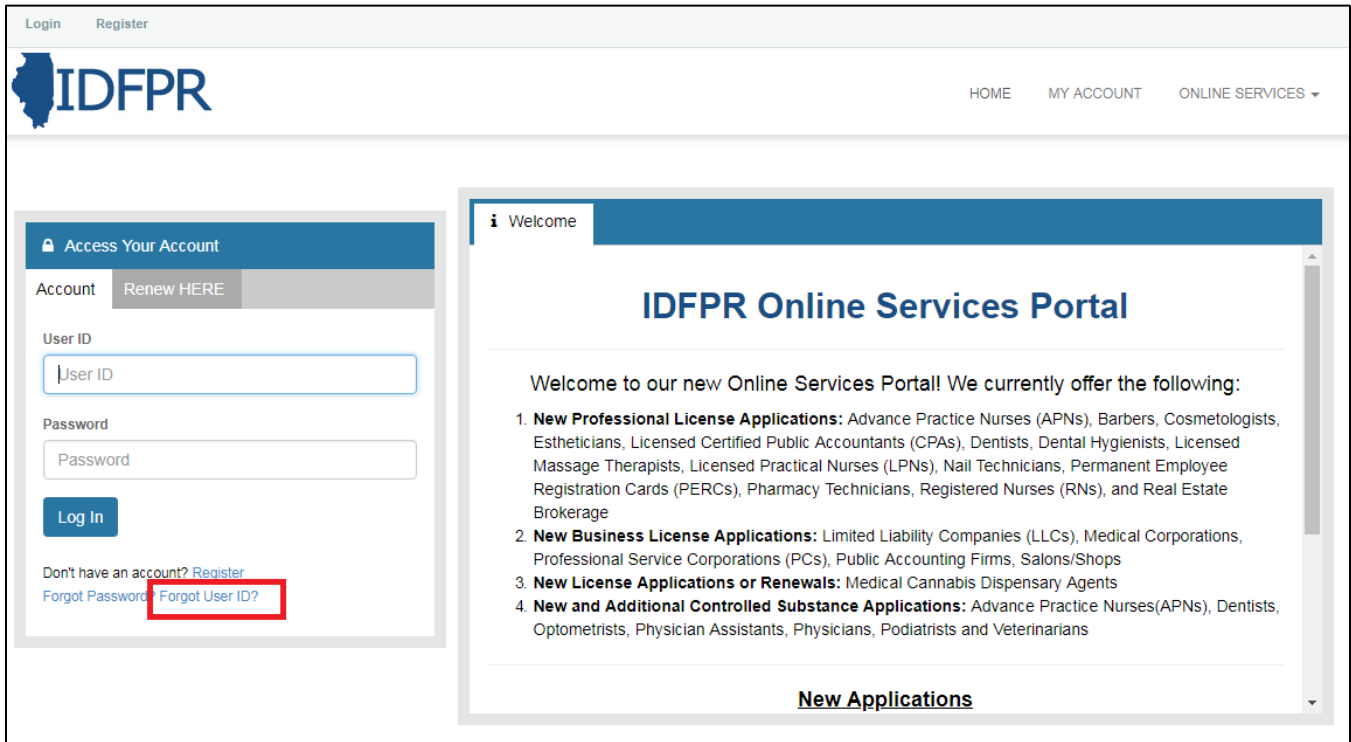 Login Register
IDFPR
HOME MY ACCOUNT ONLINE SERVICES
Access Your Account
Account Renew HERE
User ID
User ID
Password
Password
Log In
Don't have an account? Register
Forgot Password? Forgot User ID?
i Welcome
IDFPR Online Services Portal
Welcome to our new Online Services Portal! We currently offer the following:
1. New Professional License Applications: Advance Practice Nurses (APNs), Barbers, Cosmetologists,
Estheticians, Licensed Certified Public Accountants (CPAs), Dentists, Dental Hygienists, Licensed
Massage Therapists, Licensed Practical Nurses (LPNs), Nail Technicians, Permanent Employee
Registration Cards (PERCs), Pharmacy Technicians, Registered Nurses (RNs), and Real Estate
Brokerage
2. New Business License Applications: Limited Liability Companies (LLCs), Medical Corporations,
Professional Service Corporations (PCs), Public Accounting Firms, Salons/Shops
3. New License Applications or Renewals: Medical Cannabis Dispensary Agents
4. New and Additional Controlled Substance Applications: Advance Practice Nurses(APNs), Dentists,
Optometrists, Physician Assistants, Physicians, Podiatrists and Veterinarians
New Applications